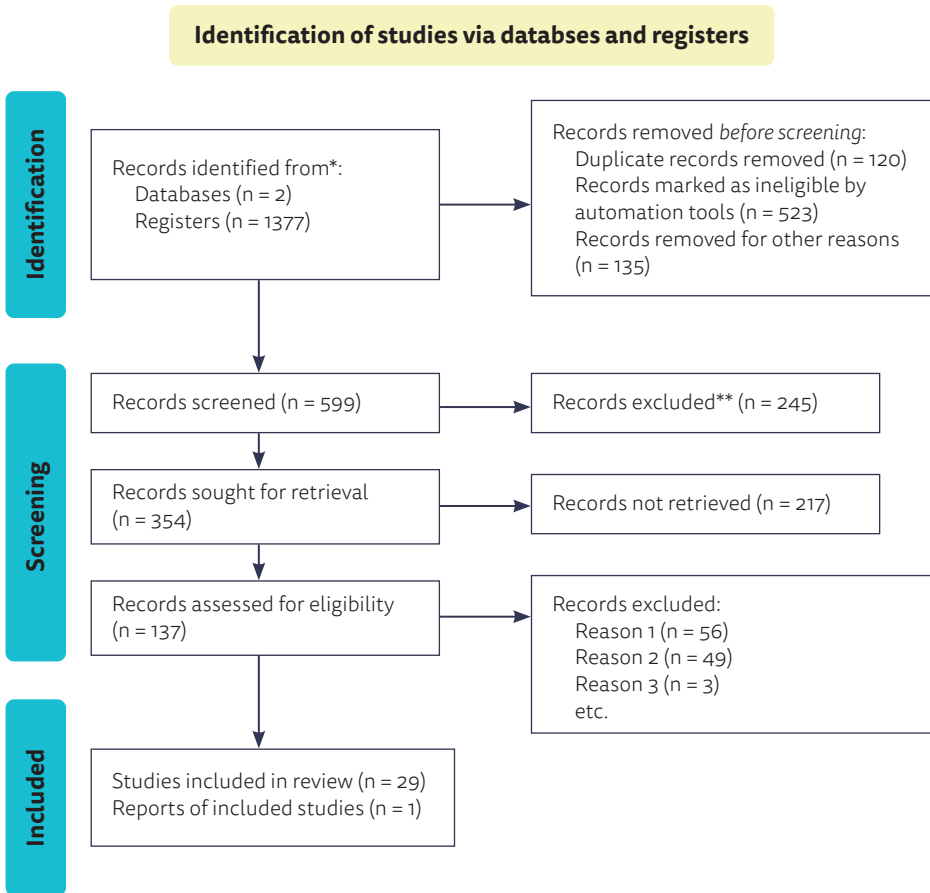 Identification of studies via databses and registers
Identification
Records identified from*:
Databases (n = 2)
Registers (n = 1377)
Records removed before screening:
Duplicate records removed (n = 120)
Records marked as ineligible by
automation tools (n = 523)
Records removed for other reasons
(n = 135)
Screening
Records screened (n = 599)
Records excluded** (n = 245)
Records sought for retrieval
(n = 354)
Records not retrieved (n = 217)
Records assessed for eligibility
(n = 137)
Records excluded:
Reason 1 (n = 56)
Reason 2 (n = 49)
Reason 3 (n = 3)
etc.
Included
Studies included in review (n = 29)
Reports of included studies (n = 1)